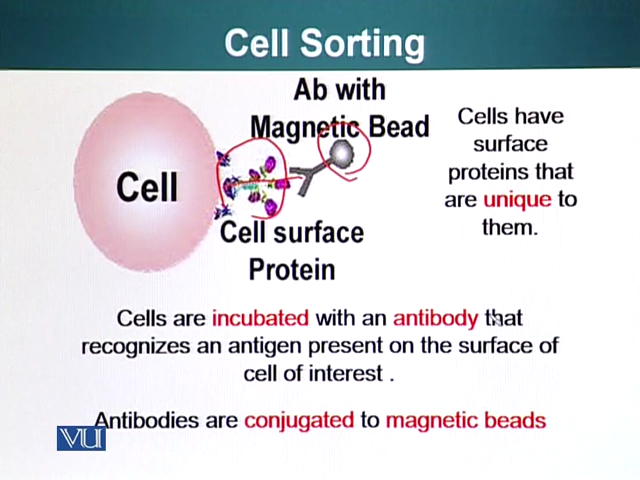 Cell Sorting
Ab with
Magnetic Bead
Cells have
surface
proteins that
are unique to
them.
Cell
Cell surface
Protein
Cells are incubated with an antibody that
recognizes an antigen present on the surface of
cell of interest .
Antibodies are conjugated to magnetic beads
VU